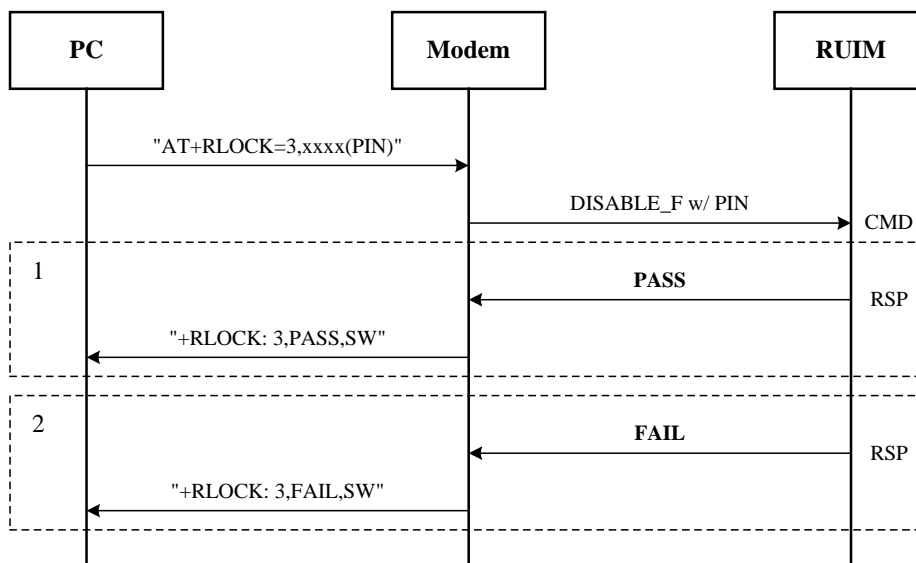 PC
Modem
RUIM
"AT+RLOCK=3,xxxx(PIN)"
DISABLE_F w/ PIN
CMD
1
PASS
RSP
"+RLOCK: 3,PASS,SW"
2
FAIL
RSP
"+RLOCK: 3,FAIL,SW"